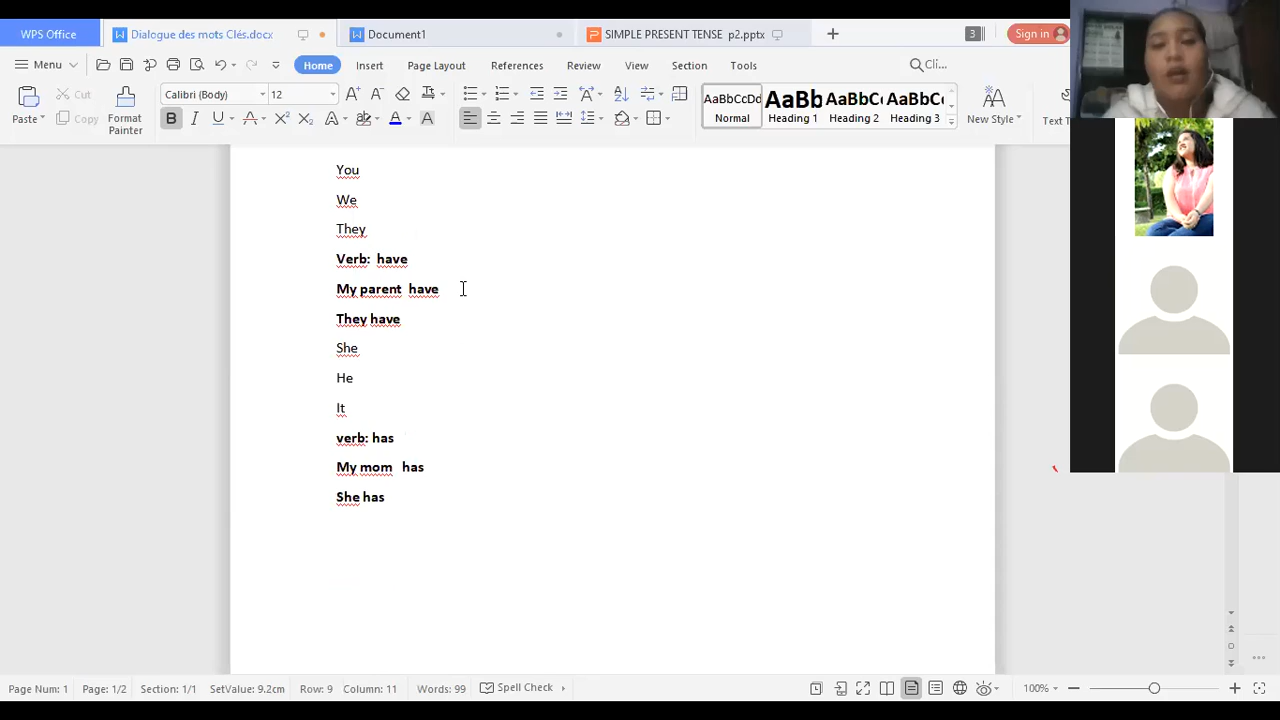 WPS Office
Dialogue des mots Clés.docx
Document1
SIMPLE PRESENT TENSE p2.pptx
3
Sign in
Menu
Home
Insert
Page Layout
References
Review
View
Section
Tools
Cli...
Paste
Cut
Copy
Format
Painter
Calibri (Body)
12
AaBbCcDd
Normal
AaBb
Heading 1
AaBbC
Heading 2
AaBbC
Heading 3
New Style
Text T
You
We
They
Verb: have
My parent have
They have
She
He
It
verb: has
My mom has
She has
Page Num: 1
Page: 1/2
Section: 1/1
SetValue: 9.2cm
Row: 9
Column: 11
Words: 99
Spell Check
100%